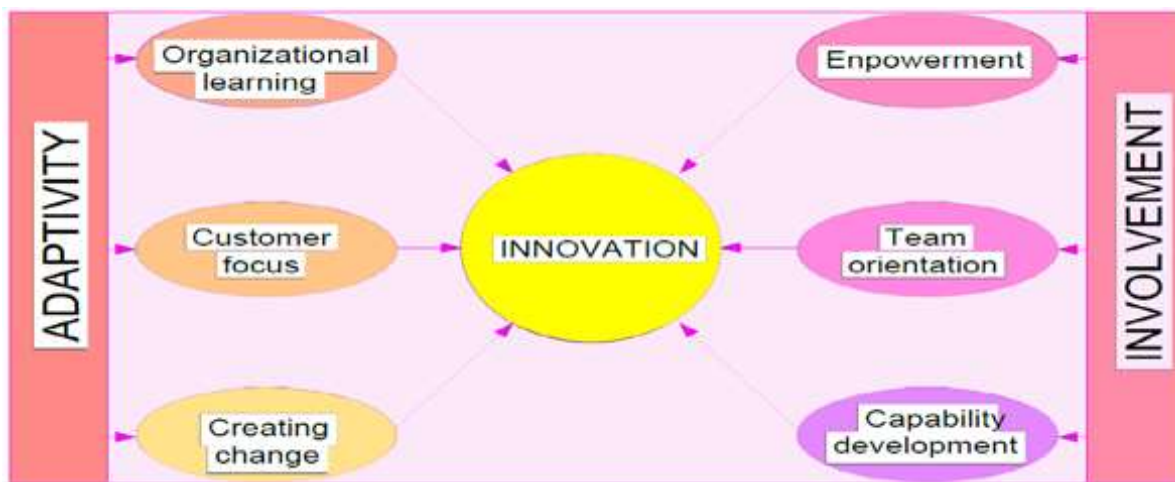 ADAPTIVITY
Organizational
learning
Customer
focus
Creating
change
INNOVATION
Enpowerment
Team
orientation
Capability
development
INVOLVEMENT